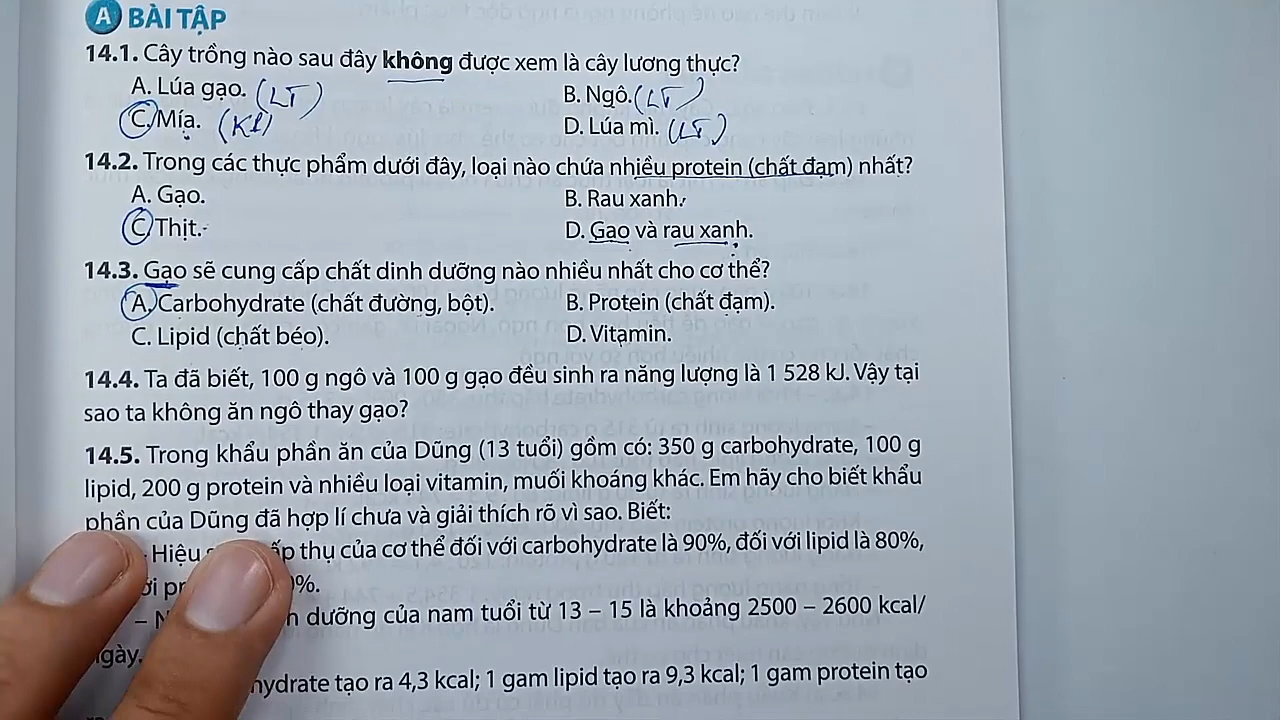 A BÀI TẬP
14.1. Cây trồng nào sau đây không được xem là cây lương thực?
A. Lúa gạo. (LT) B. Ngô. (LT)
C. Mía. D. Lúa mì. (LT)
14.2. Trong các thực phẩm dưới đây, loại nào chứa nhiều protein (chất đạm) nhất?
A. Gạo. B. Rau xanh.
C. Thịt. D. Gạo và rau xanh.
14.3. Gạo sẽ cung cấp chất dinh dưỡng nào nhiều nhất cho cơ thể?
A. Carbohydrate (chất đường, bột). B. Protein (chất đạm).
C. Lipid (chất béo). D. Vitamin.
14.4. Ta đã biết, 100 g ngô và 100 g gạo đều sinh ra năng lượng là 1 528 kJ. Vậy tại
sao ta không ăn ngô thay gạo?
14.5. Trong khẩu phần ăn của Dũng (13 tuổi) gồm có: 350 g carbohydrate, 100 g
lipid, 200 g protein và nhiều loại vitamin, muối khoáng khác. Em hãy cho biết khẩu
phần của Dũng đã hợp lí chưa và giải thích rõ vì sao. Biết:
Hiệu thụ của cơ thể đối với carbohydrate là 90%, đối với lipid là 80%,
%.
– dưỡng của nam tuổi từ 13 – 15 là khoảng 2500 – 2600 kcal/
gày.
hydrate tạo ra 4,3 kcal; 1 gam lipid tạo ra 9,3 kcal; 1 gam protein tạo